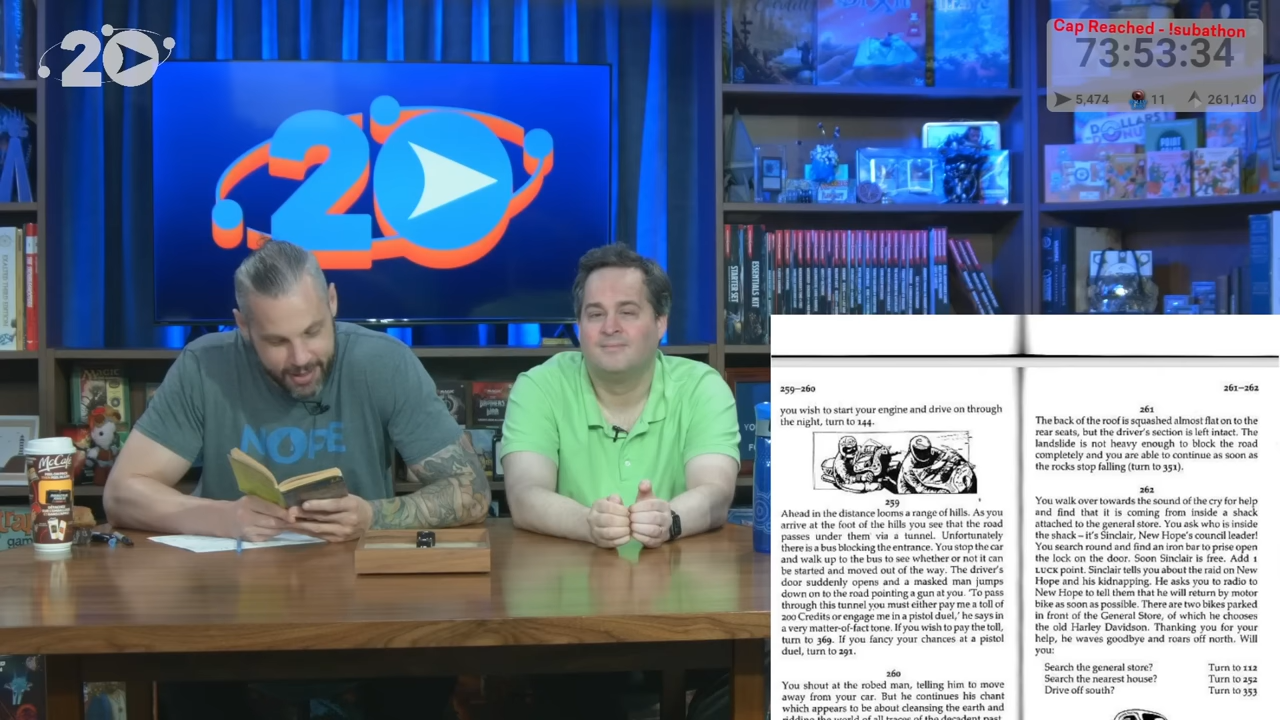 20
Cap Reached - !subathon
73:53:34
5,474
11
261,140
20
DOLLARS
STARTER SET
ESSENTIALS KIT
McCafé
NOPE
259–260
you wish to start your engine and drive on through
the night, turn to 144.
259
Ahead in the distance looms a range of hills. As you
arrive at the foot of the hills you see that the road
passes under them via a tunnel. Unfortunately
there is a bus blocking the entrance. You stop the car
and walk up to the bus to see whether or not it can
be started and moved out of the way. The driver's
door suddenly opens and a masked man jumps
down on to the road pointing a gun at you. 'To pass
through this tunnel you must either pay me a toll of
200 Credits or engage me in a pistol duel,' he says in
a very matter-of-fact tone. If you wish to pay the toll,
turn to 369. If you fancy your chances at a pistol
duel, turn to 291.
260
You shout at the robed man, telling him to move
away from your car. But he continues his chant
which appears to be about cleansing the earth and
ridding the world of all traces of the decadent past.
261–262
261
The back of the roof is squashed almost flat on to the
rear seats, but the driver's section is left intact. The
landslide is not heavy enough to block the road
completely and you are able to continue as soon as
the rocks stop falling (turn to 351).
262
You walk over towards the sound of the cry for help
and find that it is coming from inside a shack
attached to the general store. You ask who is inside
the shack – it's Sinclair, New Hope's council leader!
You search round and find an iron bar to prise open
the lock on the door. Soon Sinclair is free. Add 1
LUCK point. Sinclair tells you about the raid on New
Hope and his kidnapping. He asks you to radio to
New Hope to tell them that he will return by motor
bike as soon as possible. There are two bikes parked
in front of the General Store, of which he chooses
the old Harley Davidson. Thanking you for your
help, he waves goodbye and roars off north. Will
you:
Search the general store? Turn to 112
Search the nearest house? Turn to 252
Drive off south? Turn to 353